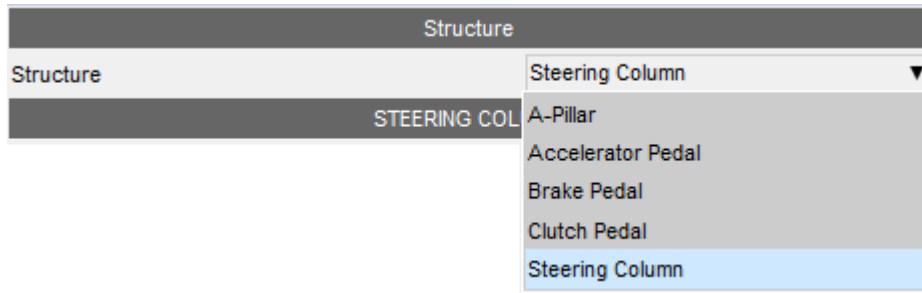 Structure
Structure
Steering Column
STEERING COL
A-Pillar
Accelerator Pedal
Brake Pedal
Clutch Pedal
Steering Column